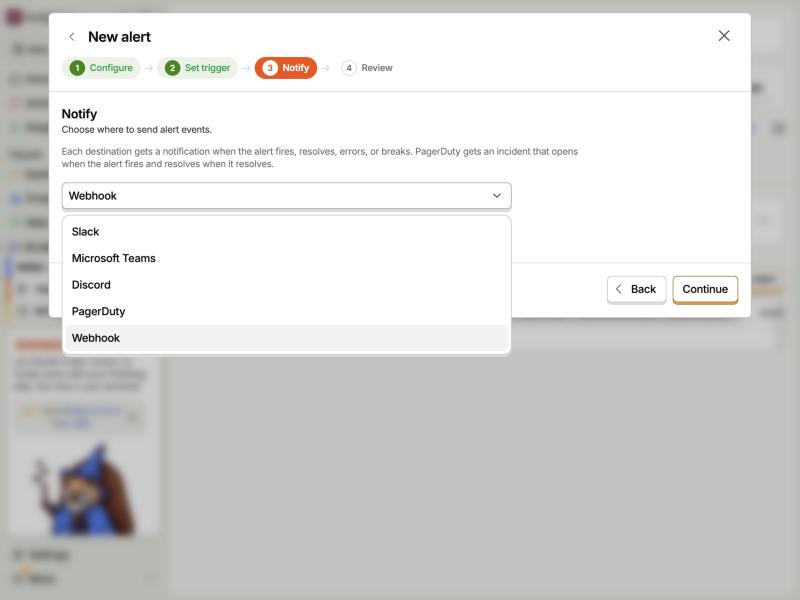 New alert
1 Configure
2 Set trigger
3 Notify
4 Review
Notify
Choose where to send alert events.
Each destination gets a notification when the alert fires, resolves, errors, or breaks. PagerDuty gets an incident that opens
when the alert fires and resolves when it resolves.
Webhook
Slack
Microsoft Teams
Discord
PagerDuty
Webhook
Back
Continue
Settings